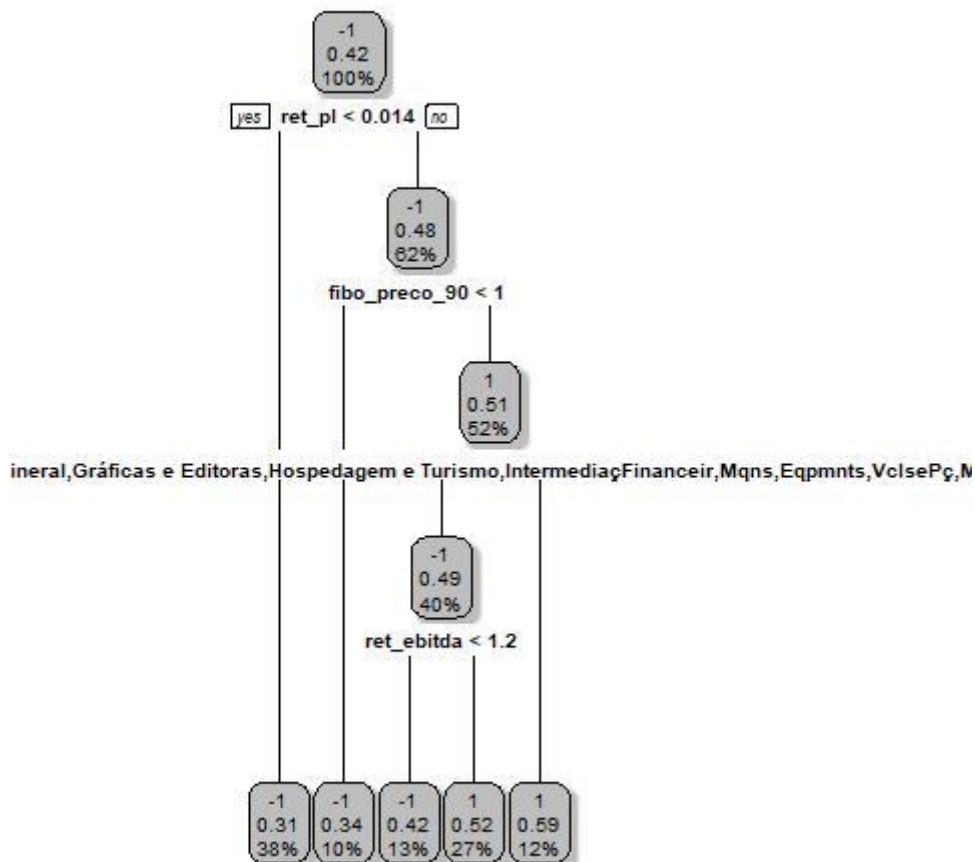 -1
0.42
100%
yes ret_pl < 0.014 no
-1
0.48
62%
fibo_preco_90 < 1
1
0.51
52%
ineral,Gráficas e Editoras,Hospedagem e Turismo,IntermediaçFinanceir,Mqns,Eqpmnts,VclsePç,M
-1
0.49
40%
ret_ebitda < 1.2
-1 -1 -1 1 1
0.31 0.34 0.42 0.52 0.59
38% 10% 13% 27% 12%